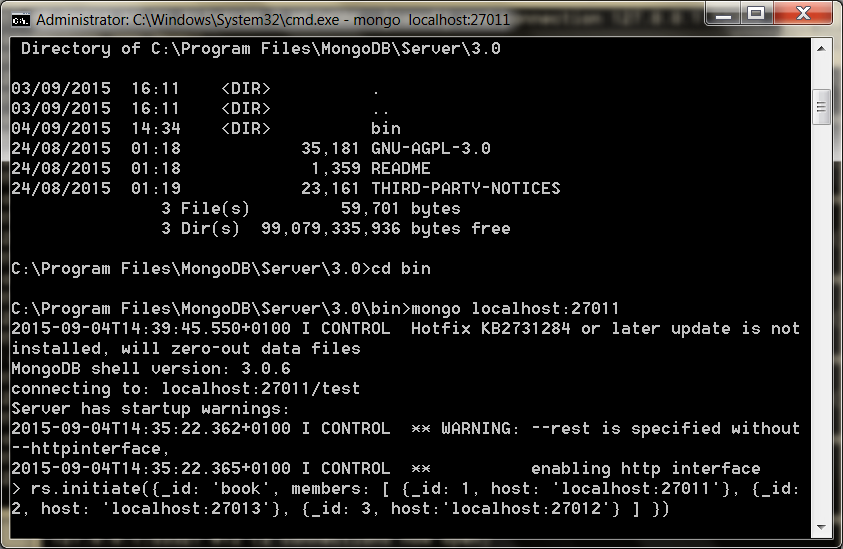 Administrator: C:\Windows\System32\cmd.exe - mongo  localhost:27011
 Directory of C:\Program Files\MongoDB\Server\3.0
03/09/2015  16:11    <DIR>          .
03/09/2015  16:11    <DIR>          ..
04/09/2015  14:34    <DIR>          bin
24/08/2015  01:18            35,181 GNU-AGPL-3.0
24/08/2015  01:18             1,359 README
24/08/2015  01:19            23,161 THIRD-PARTY-NOTICES
               3 File(s)         59,701 bytes
               3 Dir(s)  99,079,335,936 bytes free
C:\Program Files\MongoDB\Server\3.0>cd bin
C:\Program Files\MongoDB\Server\3.0\bin>mongo localhost:27011
2015-09-04T14:39:45.550+0100 I CONTROL  Hotfix KB2731284 or later update is not
installed, will zero-out data files
MongoDB shell version: 3.0.6
connecting to: localhost:27011/test
Server has startup warnings:
2015-09-04T14:35:22.362+0100 I CONTROL  ** WARNING: --rest is specified without
--httpinterface,
2015-09-04T14:35:22.365+0100 I CONTROL  **          enabling http interface
> rs.initiate({_id: 'book', members: [ {_id: 1, host: 'localhost:27011'}, {_id:
2, host: 'localhost:27013'}, {_id: 3, host:'localhost:27012'} ] })